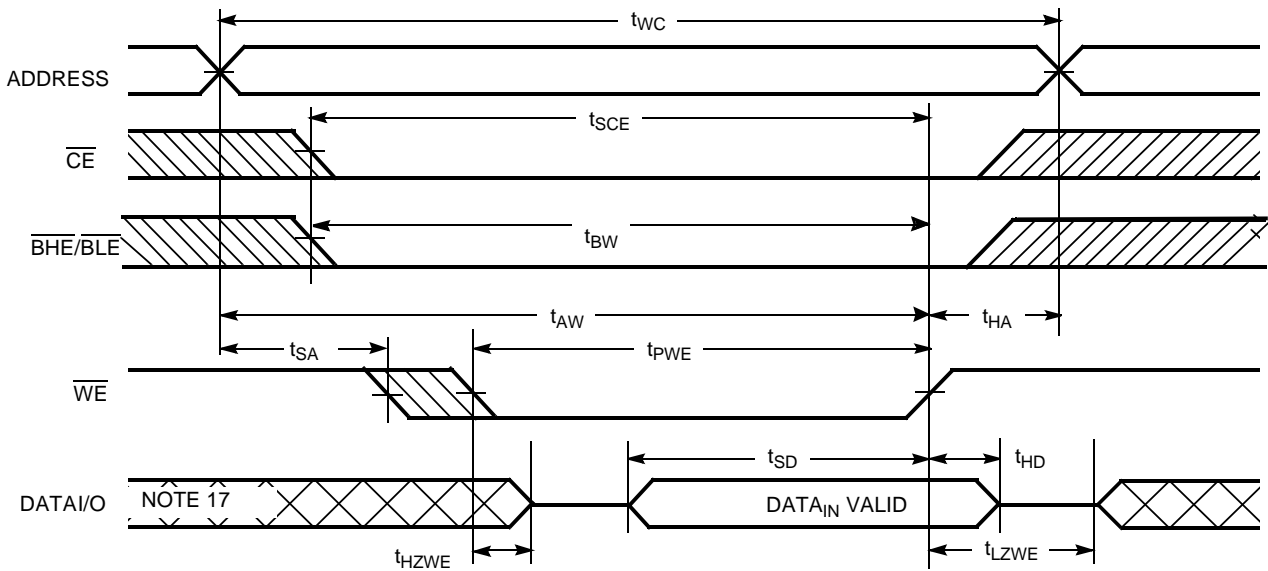 tWC
ADDRESS
tSCE
CE
tBW
BHE/BLE
tAW
tHA
tSA
tPWE
WE
tSD
tHD
DATAI/O
NOTE 17
DATAIN VALID
tHZWE
tLZWE